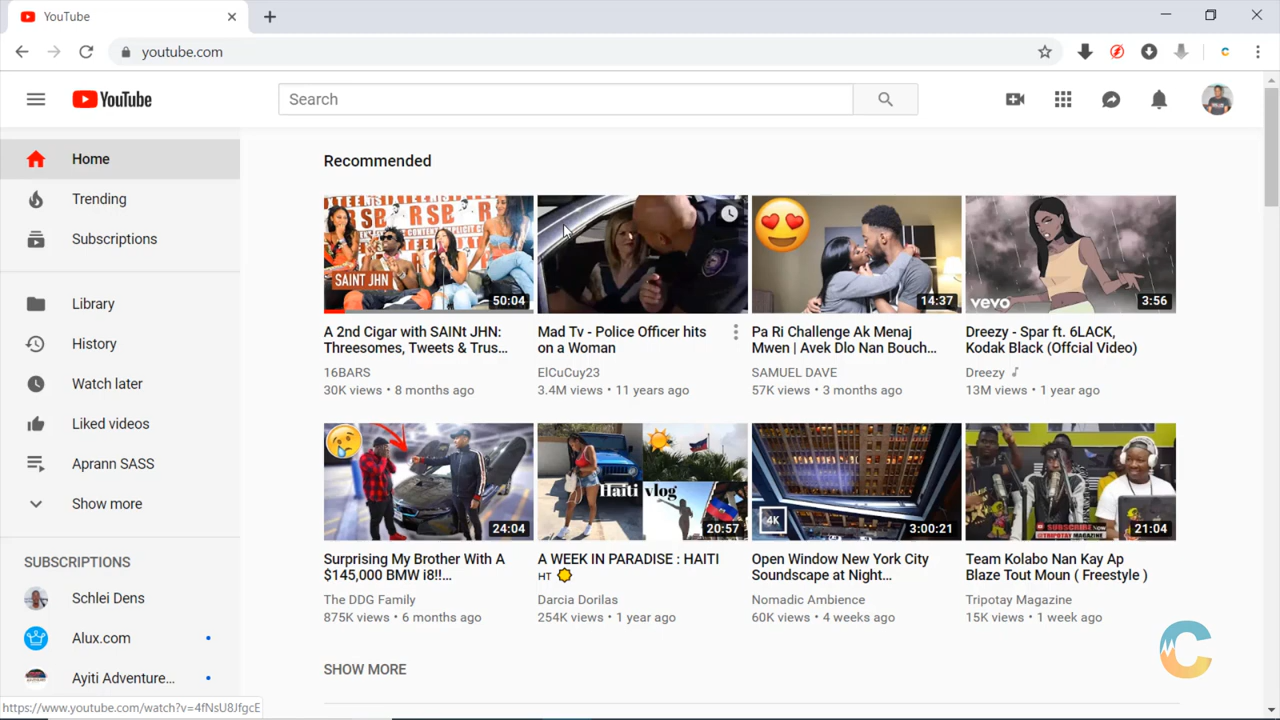 YouTube
youtube.com
YouTube
Search
Home
Trending
Subscriptions
Library
History
Watch later
Liked videos
Aprann SASS
Show more
SUBSCRIPTIONS
Schlei Dens
Alux.com
Ayiti Adventure...
Recommended
RSB RSB
SAINT JHN
50:04
14:37
vevo
3:56
A 2nd Cigar with SAINt JHN:
Threesomes, Tweets & Trus...
16BARS
30K views • 8 months ago
Mad Tv - Police Officer hits
on a Woman
ElCuCuy23
3.4M views • 11 years ago
Pa Ri Challenge Ak Menaj
Mwen | Avek Dlo Nan Bouch...
SAMUEL DAVE
57K views • 3 months ago
Dreezy - Spar ft. 6LACK,
Kodak Black (Offcial Video)
Dreezy
13M views • 1 year ago
24:04
Haiti vlog
20:57
4K
3:00:21
SUBSCRIBE NOW
TRIPOTAY MAGAZINE
21:04
Surprising My Brother With A
$145,000 BMW i8!!...
The DDG Family
875K views • 6 months ago
A WEEK IN PARADISE : HAITI
HT
Darcia Dorilas
254K views • 1 year ago
Open Window New York City
Soundscape at Night...
Nomadic Ambience
60K views • 4 weeks ago
Team Kolabo Nan Kay Ap
Blaze Tout Moun ( Freestyle )
Tripotay Magazine
15K views • 1 week ago
SHOW MORE
C
https://www.youtube.com/watch?v=4fNsU8JfgcE